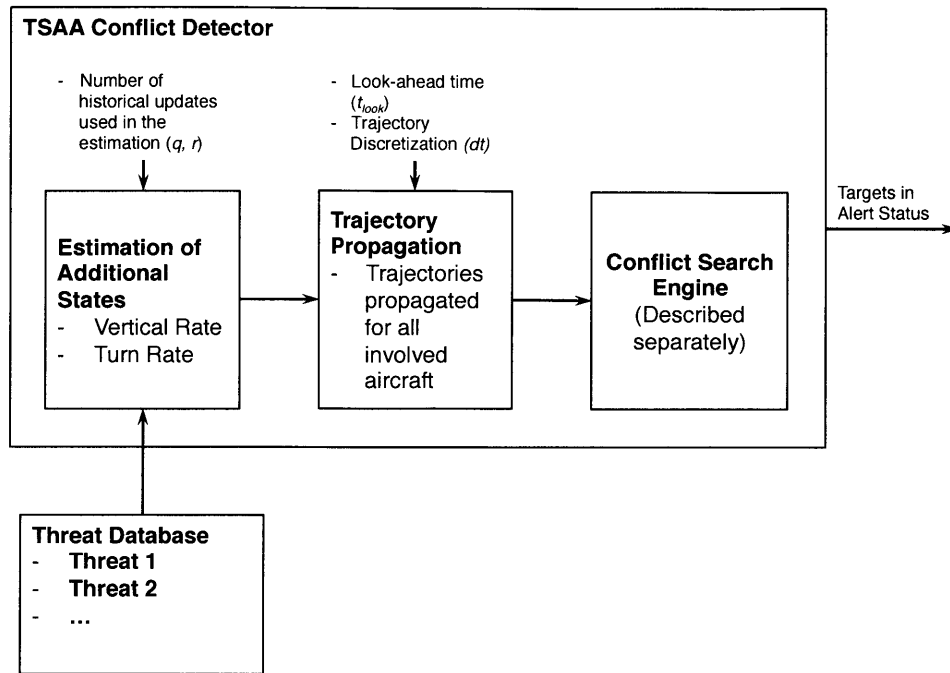 TSAA Conflict Detector
- Number of
historical updates
used in the
estimation (q, r)
- Look-ahead time
(t_look)
- Trajectory
Discretization (dt)
Estimation of
Additional
States
- Vertical Rate
- Turn Rate
Trajectory
Propagation
- Trajectories
propagated
for all
involved
aircraft
Conflict Search
Engine
(Described
separately)
Targets in
Alert Status
Threat Database
- Threat 1
- Threat 2
- ...